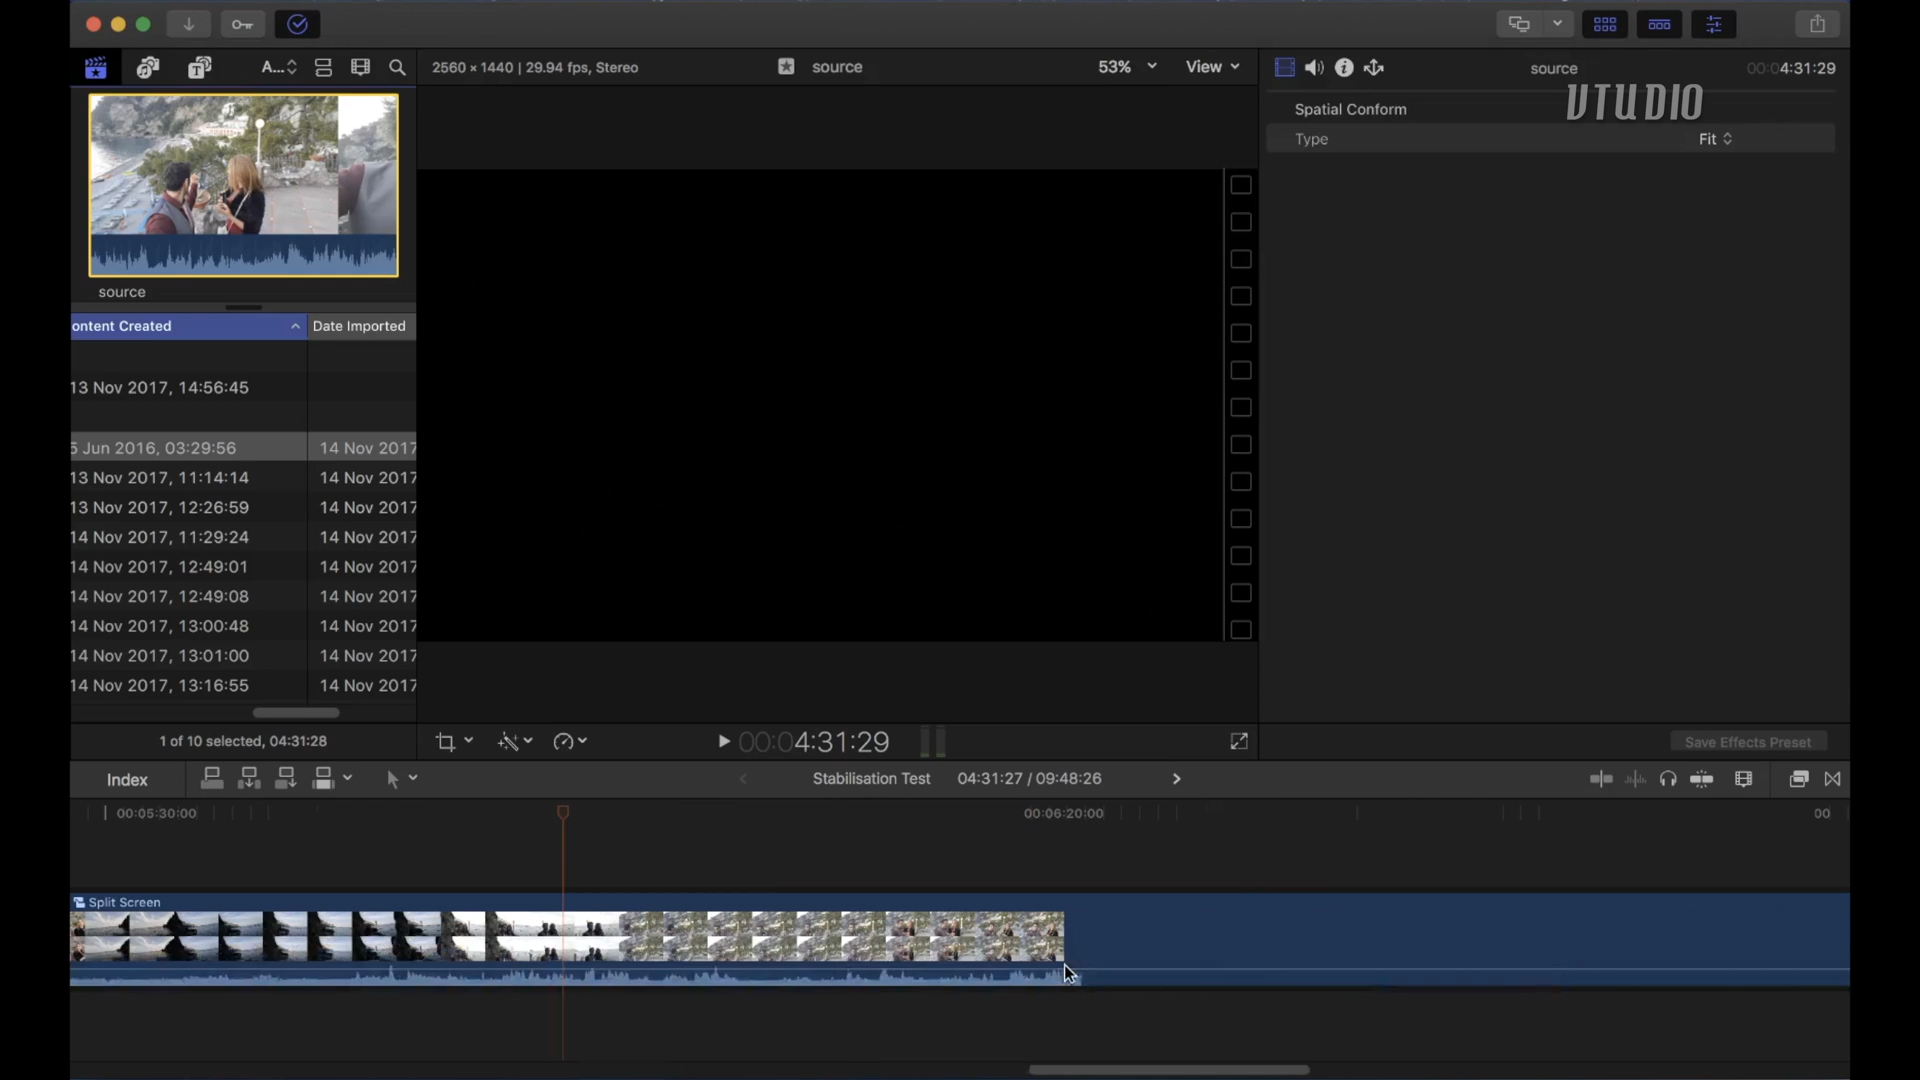 A...
2560 × 1440 | 29.94 fps, Stereo
source
53%
View
source
00:04:31:29
VTUDIO
Spatial Conform
Type
Fit
source
ontent Created
Date Imported
13 Nov 2017, 14:56:45
5 Jun 2016, 03:29:56
14 Nov 2017
13 Nov 2017, 11:14:14
14 Nov 2017
13 Nov 2017, 12:26:59
14 Nov 2017
14 Nov 2017, 11:29:24
14 Nov 2017
14 Nov 2017, 12:49:01
14 Nov 2017
14 Nov 2017, 12:49:08
14 Nov 2017
14 Nov 2017, 13:00:48
14 Nov 2017
14 Nov 2017, 13:01:00
14 Nov 2017
14 Nov 2017, 13:16:55
14 Nov 2017
1 of 10 selected, 04:31:28
00:04:31:29
Save Effects Preset
Index
Stabilisation Test
04:31:27 / 09:48:26
00:05:30:00
00:06:20:00
00
Split Screen